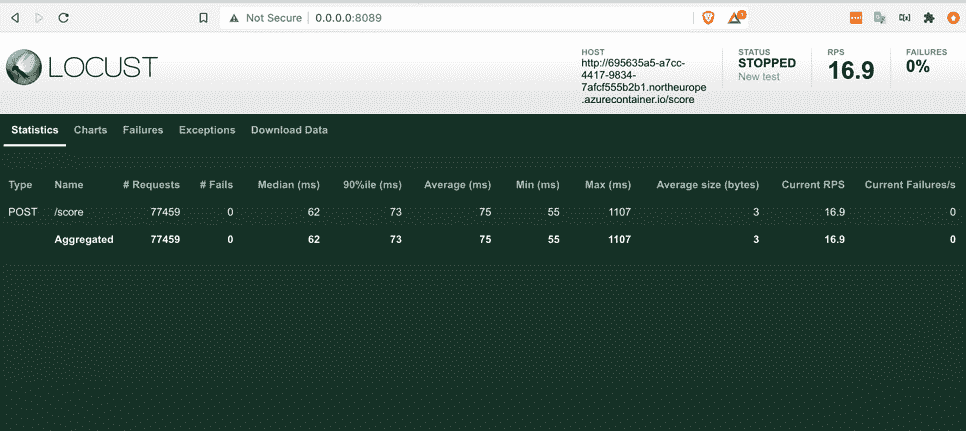 Not Secure 0.0.0.0:8089
LOCUST
HOST
http://695635a5-a7cc-
4417-9834-
7afcf555b2b1.northeurope
.azurecontainer.io/score
STATUS
STOPPED
New test
RPS
16.9
FAILURES
0%
Statistics Charts Failures Exceptions Download Data
Type Name # Requests # Fails Median (ms) 90%ile (ms) Average (ms) Min (ms) Max (ms) Average size (bytes) Current RPS Current Failures/s
POST /score 77459 0 62 73 75 55 1107 3 16.9 0
Aggregated 77459 0 62 73 75 55 1107 3 16.9 0